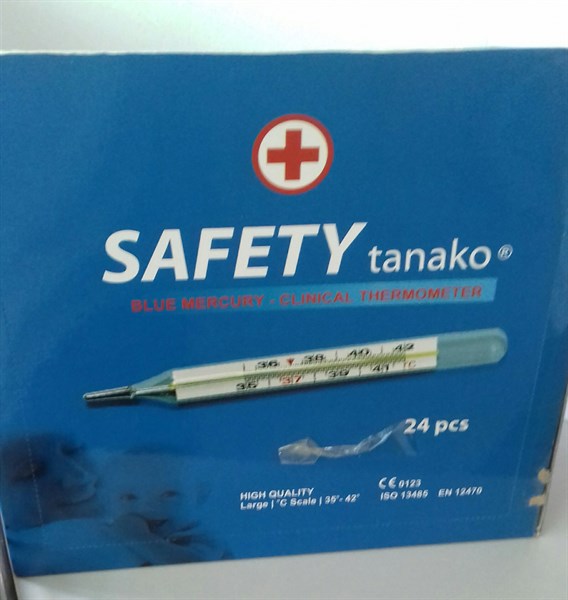 SAFETY tanako®
BLUE MERCURY - CLINICAL THERMOMETER
36 38 40 42
35 37 39 41 °C
24 pcs
HIGH QUALITY
Large | °C Scale | 35°- 42°
CE 0123
ISO 13485 EN 12470